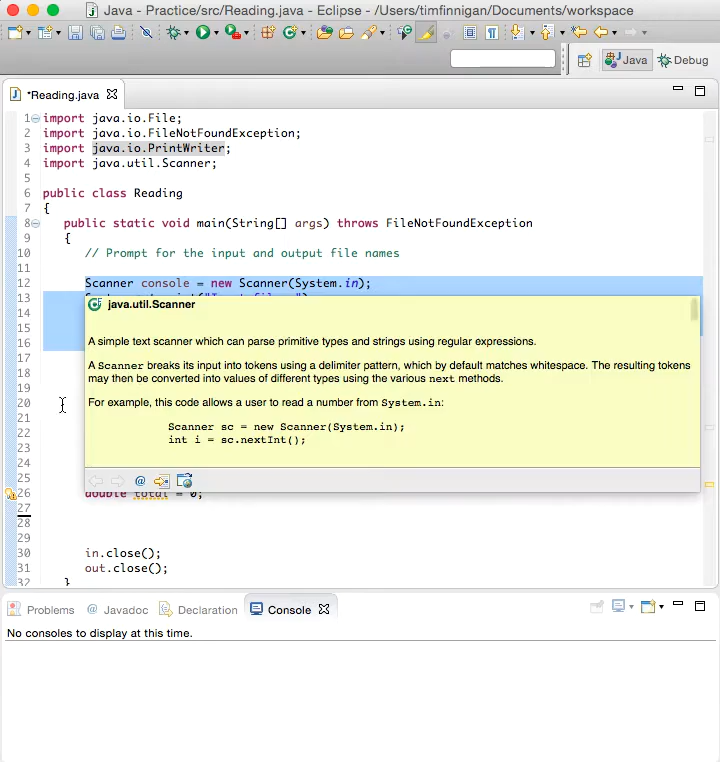 Java - Practice/src/Reading.java - Eclipse - /Users/timfinnigan/Documents/workspace
Java
Debug
*Reading.java
1 import java.io.File;
2 import java.io.FileNotFoundException;
3 import java.io.PrintWriter;
4 import java.util.Scanner;
5
6 public class Reading
7 {
8 public static void main(String[] args) throws FileNotFoundException
9 {
10 // Prompt for the input and output file names
11
12 Scanner console = new Scanner(System.in);
13
14
15
16
17
18
19
20
21
22
23
24
25
26 double total = 0;
27
28
29
30 in.close();
31 out.close();
32 }
java.util.Scanner
A simple text scanner which can parse primitive types and strings using regular expressions.
A Scanner breaks its input into tokens using a delimiter pattern, which by default matches whitespace. The resulting tokens
may then be converted into values of different types using the various next methods.
For example, this code allows a user to read a number from System.in:
Scanner sc = new Scanner(System.in);
int i = sc.nextInt();
Problems @ Javadoc Declaration Console
No consoles to display at this time.